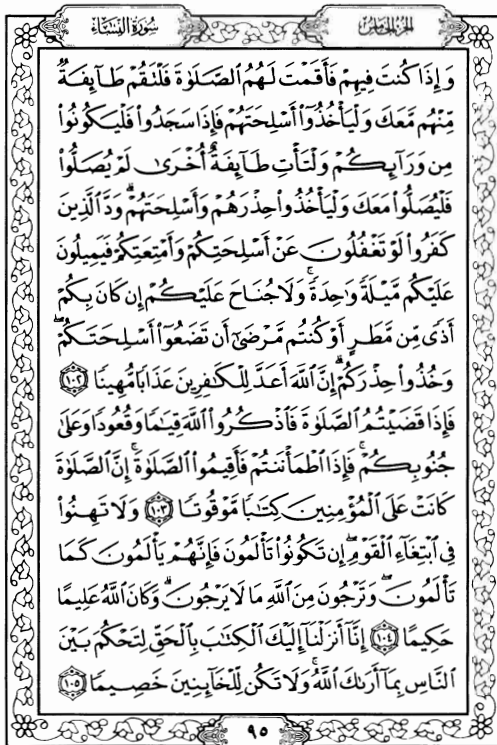 الجزء الخامس
سُورَةُ النِّسَاءِ
وَإِذَا كُنتَ فِيهِمْ فَأَقَمْتَ لَهُمُ ٱلصَّلَوٰةَ فَلْتَقُمْ طَآئِفَةٌ
مِّنْهُم مَّعَكَ وَلْيَأْخُذُوٓا۟ أَسْلِحَتَهُمْ فَإِذَا سَجَدُوا۟ فَلْيَكُونُوا۟
مِن وَرَآئِكُمْ وَلْتَأْتِ طَآئِفَةٌ أُخْرَىٰ لَمْ يُصَلُّوا۟
فَلْيُصَلُّوا۟ مَعَكَ وَلْيَأْخُذُوا۟ حِذْرَهُمْ وَأَسْلِحَتَهُمْ ۗ وَدَّ ٱلَّذِينَ
كَفَرُوا۟ لَوْ تَغْفُلُونَ عَنْ أَسْلِحَتِكُمْ وَأَمْتِعَتِكُمْ فَيَمِيلُونَ
عَلَيْكُم مَّيْلَةً وَٰحِدَةً ۚ وَلَا جُنَاحَ عَلَيْكُمْ إِن كَانَ بِكُمْ
أَذًى مِّن مَّطَرٍ أَوْ كُنتُم مَّرْضَىٰٓ أَن تَضَعُوٓا۟ أَسْلِحَتَكُمْ ۖ
وَخُذُوا۟ حِذْرَكُمْ ۗ إِنَّ ٱللَّهَ أَعَدَّ لِلْكَٰفِرِينَ عَذَابًا مُّهِينًا ١٠٢
فَإِذَا قَضَيْتُمُ ٱلصَّلَوٰةَ فَٱذْكُرُوا۟ ٱللَّهَ قِيَٰمًا وَقُعُودًا وَعَلَىٰ
جُنُوبِكُمْ ۚ فَإِذَا ٱطْمَأْنَنتُمْ فَأَقِيمُوا۟ ٱلصَّلَوٰةَ ۚ إِنَّ ٱلصَّلَوٰةَ
كَانَتْ عَلَى ٱلْمُؤْمِنِينَ كِتَٰبًا مَّوْقُوتًا ١٠٣ وَلَا تَهِنُوا۟
فِى ٱبْتِغَآءِ ٱلْقَوْمِ ۖ إِن تَكُونُوا۟ تَأْلَمُونَ فَإِنَّهُمْ يَأْلَمُونَ كَمَا
تَأْلَمُونَ ۖ وَتَرْجُونَ مِنَ ٱللَّهِ مَا لَا يَرْجُونَ ۗ وَكَانَ ٱللَّهُ عَلِيمًا
حَكِيمًا ١٠٤ إِنَّآ أَنزَلْنَآ إِلَيْكَ ٱلْكِتَٰبَ بِٱلْحَقِّ لِتَحْكُمَ بَيْنَ
ٱلنَّاسِ بِمَآ أَرَىٰكَ ٱللَّهُ ۚ وَلَا تَكُن لِّلْخَآئِنِينَ خَصِيمًا ١٠٥
٩٥